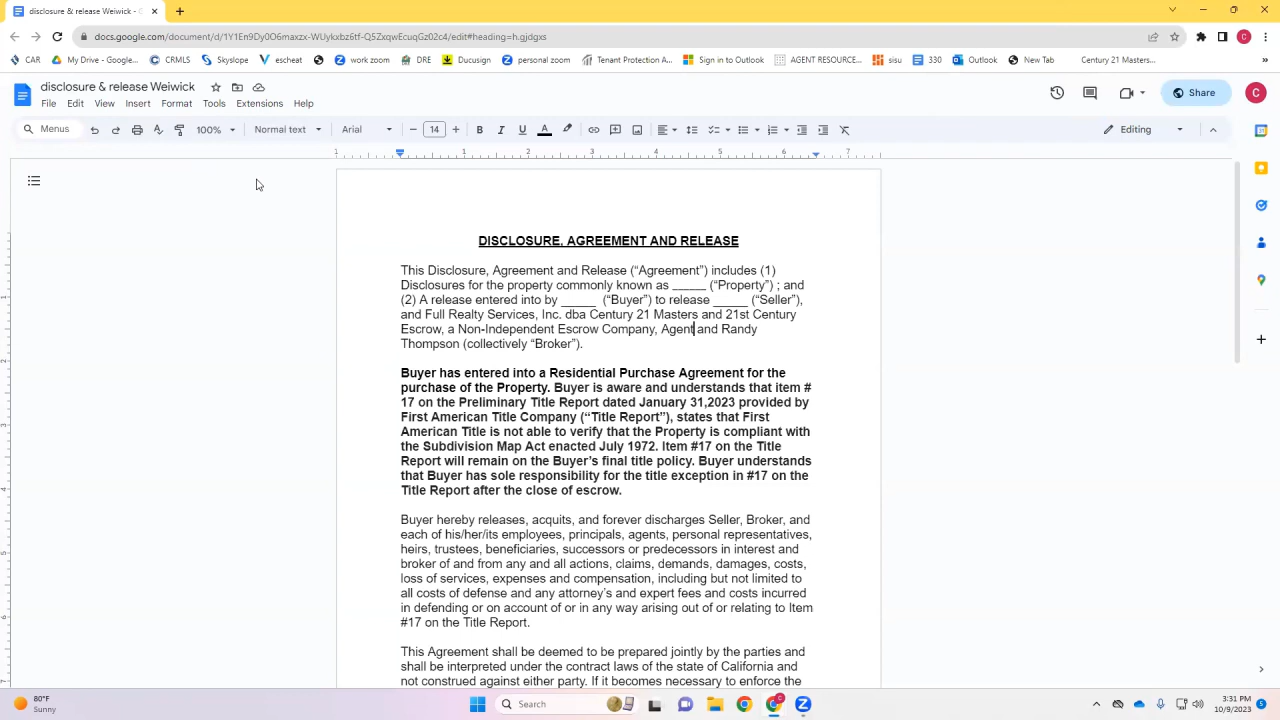 disclosure & release Weiwick - G
docs.google.com/document/d/1Y1En9Dy0O6maxzx-WUykxbz6tf-Q5ZxqwEcuqGz02c4/edit#heading=h.gjdgxs
CAR
My Drive - Google...
CRMLS
Skyslope
escheat
work zoom
DRE
Docusign
personal zoom
Tenant Protection A...
Sign in to Outlook
AGENT RESOURCE...
sisu
330
Outlook
New Tab
Century 21 Masters...
disclosure & release Weiwick
File Edit View Insert Format Tools Extensions Help
Share
C
Menus
100%
Normal text
Arial
14
B I U A
Editing
1 1 2 3 4 5 6 7
DISCLOSURE, AGREEMENT AND RELEASE
This Disclosure, Agreement and Release (“Agreement”) includes (1)
Disclosures for the property commonly known as ______ (“Property”) ; and
(2) A release entered into by _____ (“Buyer”) to release _____ (“Seller”),
and Full Realty Services, Inc. dba Century 21 Masters and 21st Century
Escrow, a Non-Independent Escrow Company, Agent and Randy
Thompson (collectively “Broker”).
Buyer has entered into a Residential Purchase Agreement for the
purchase of the Property. Buyer is aware and understands that item #
17 on the Preliminary Title Report dated January 31,2023 provided by
First American Title Company (“Title Report”), states that First
American Title is not able to verify that the Property is compliant with
the Subdivision Map Act enacted July 1972. Item #17 on the Title
Report will remain on the Buyer’s final title policy. Buyer understands
that Buyer has sole responsibility for the title exception in #17 on the
Title Report after the close of escrow.
Buyer hereby releases, acquits, and forever discharges Seller, Broker, and
each of his/her/its employees, principals, agents, personal representatives,
heirs, trustees, beneficiaries, successors or predecessors in interest and
broker of and from any and all actions, claims, demands, damages, costs,
loss of services, expenses and compensation, including but not limited to
all costs of defense and any attorney’s and expert fees and costs incurred
in defending or on account of or in any way arising out of or relating to Item
#17 on the Title Report.
This Agreement shall be deemed to be prepared jointly by the parties and
shall be interpreted under the contract laws of the state of California and
not construed against either party. If it becomes necessary to enforce the
80°F
Sunny
Search
3:31 PM
10/9/2023